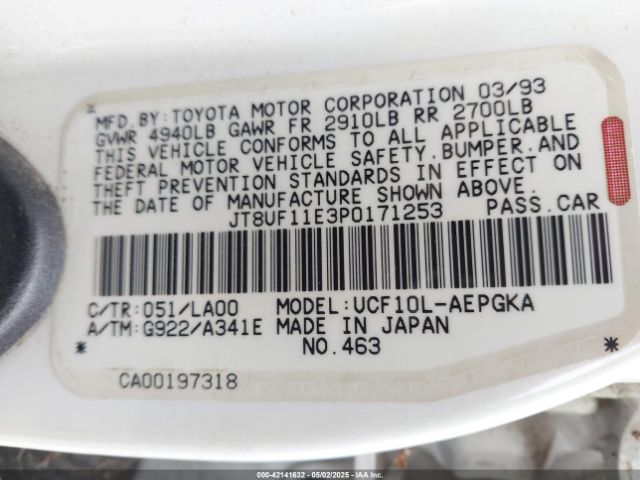 MFD. BY: TOYOTA MOTOR CORPORATION 03/93
GVWR 4940LB GAWR FR 2910LB RR 2700LB
THIS VEHICLE CONFORMS TO ALL APPLICABLE
FEDERAL MOTOR VEHICLE SAFETY, BUMPER, AND
THEFT PREVENTION STANDARDS IN EFFECT ON
THE DATE OF MANUFACTURE SHOWN ABOVE.
JT8UF11E3P0171253 PASS. CAR
C/TR: 051/LA00 MODEL: UCF10L-AEPGKA
A/TM: G922/A341E MADE IN JAPAN
* NO. 463 *
CA00197318
000-42141632 - 05/02/2025 - IAAI.COM